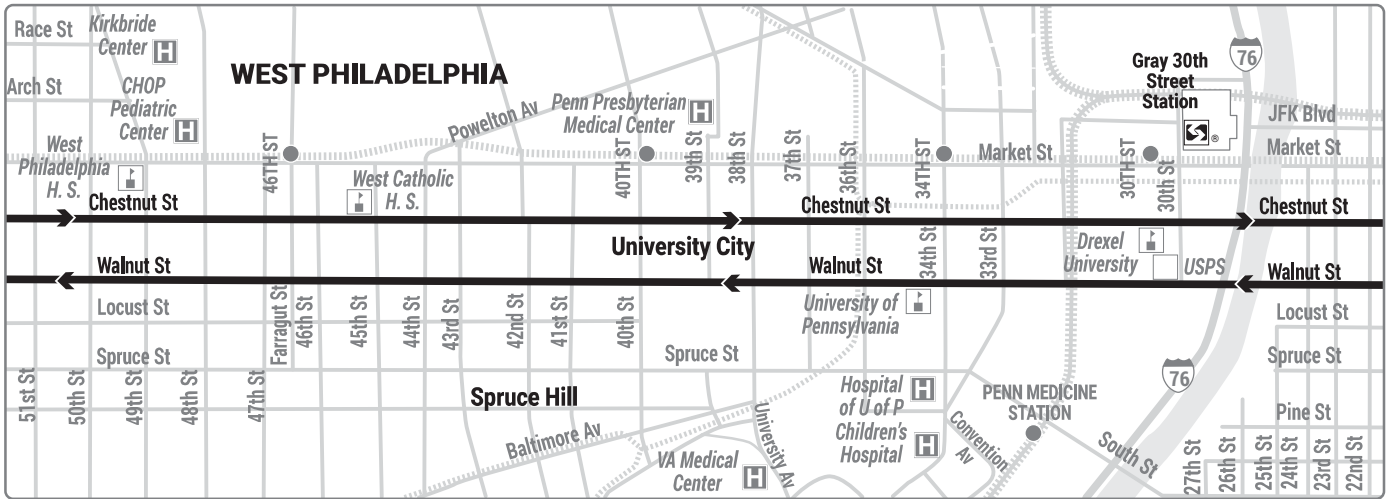 Race St
Kirkbride
Center
H
Arch St
CHOP
Pediatric
Center
H
West
Philadelphia
H. S.
WEST PHILADELPHIA
Powelton Av
Penn Presbyterian
Medical Center
H
Gray 30th
Street
Station
®
76
JFK Blvd
Market St
Market St
46TH ST
West Catholic
H. S.
40TH ST
39th St
38th St
37th St
36th St
34TH ST
30TH ST
30th St
Chestnut St
Chestnut St
Chestnut St
University City
34th St
33rd St
Drexel
University
USPS
Walnut St
Walnut St
Walnut St
University of
Pennsylvania
Locust St
Locust St
Farragut St
46th St
45th St
44th St
43rd St
42nd St
41st St
40th St
Spruce St
Spruce St
Spruce St
51st St
50th St
49th St
48th St
47th St
Spruce Hill
Baltimore Av
VA Medical
Center
H
University Av
Hospital
of U of P
H
Children's
Hospital
H
Convention
Av
PENN MEDICINE
STATION
South St
76
Pine St
27th St
26th St
25th St
24th St
23rd St
22nd St